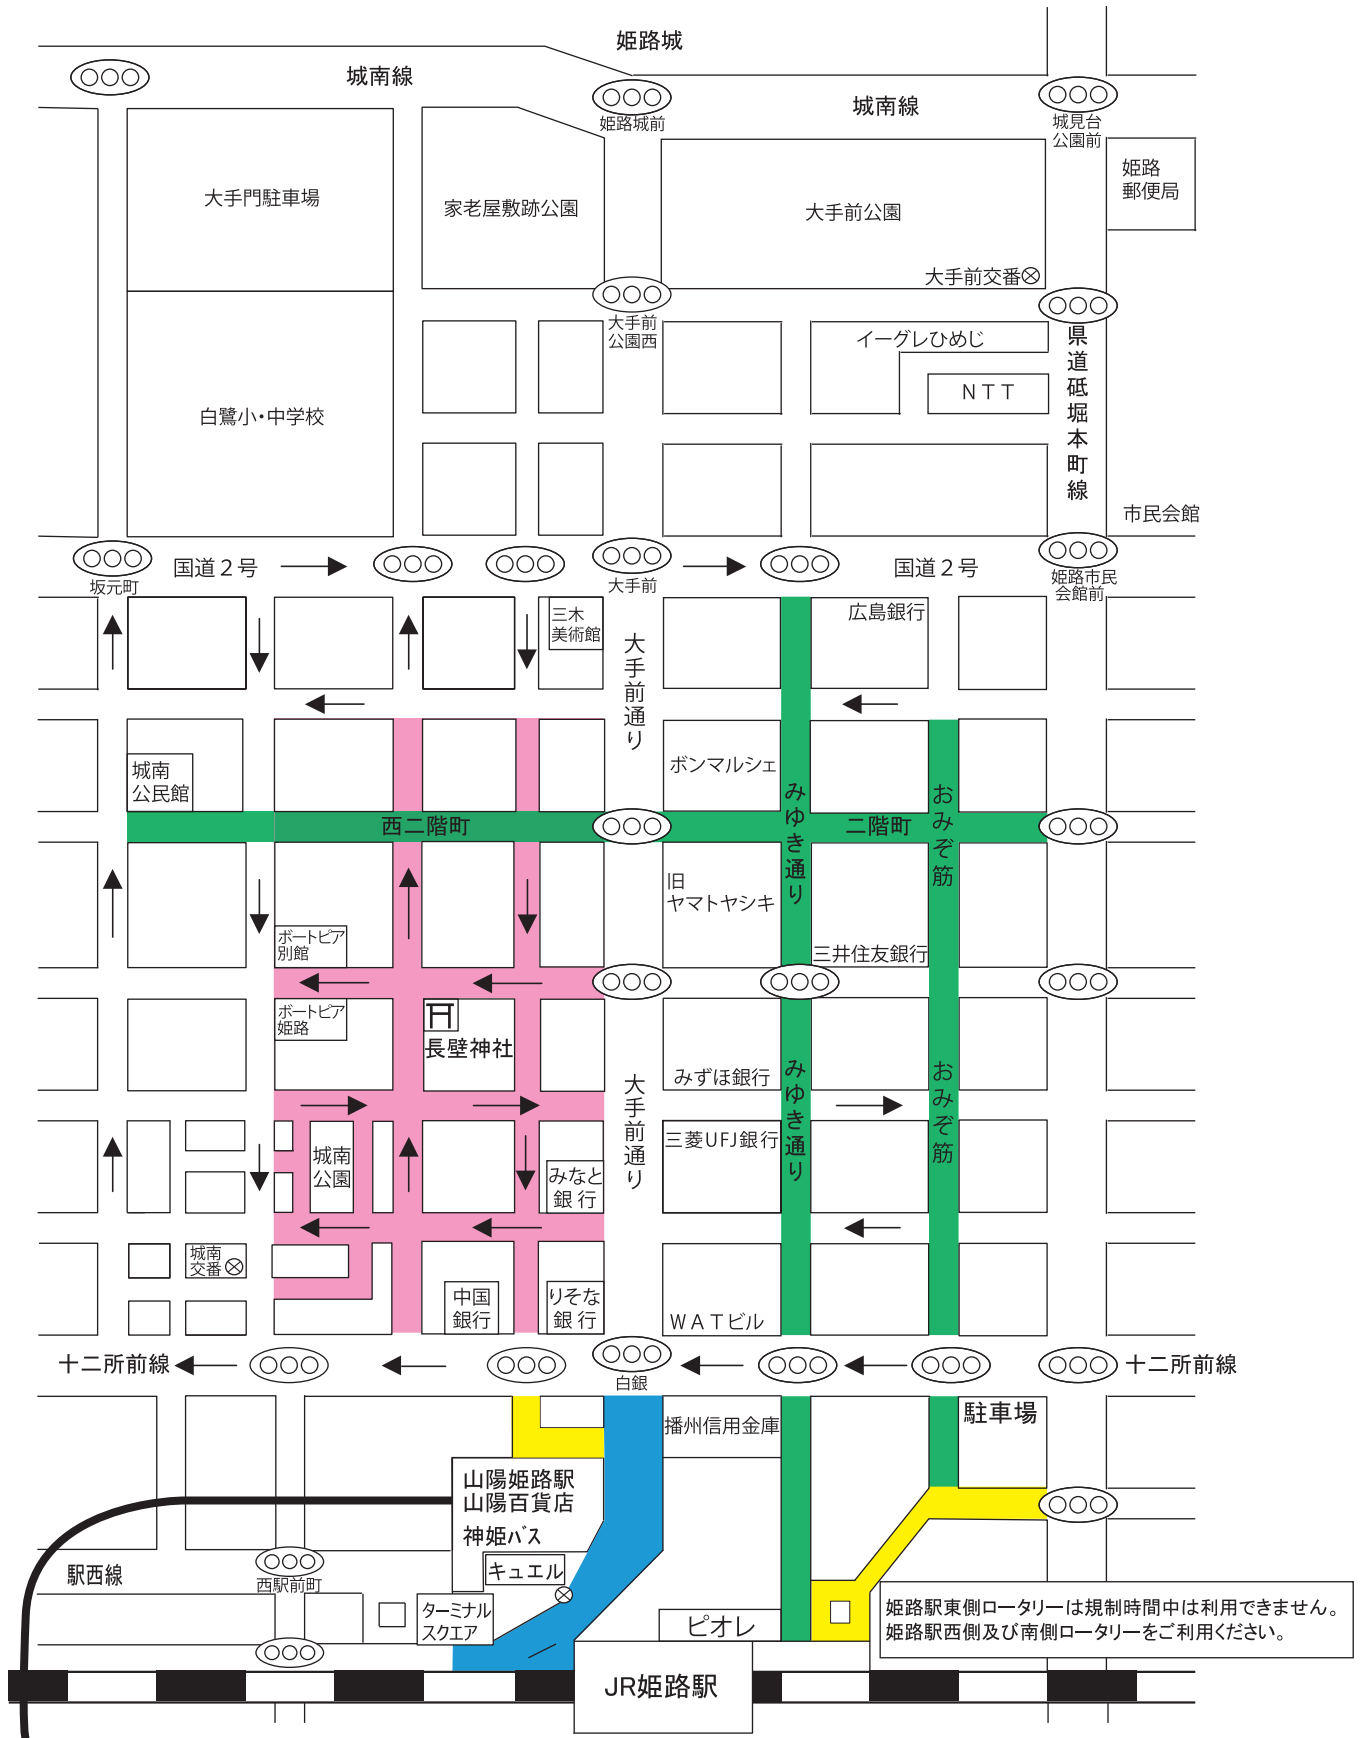 姫路城
城南線
城南線
姫路城前
城見台
公園前
大手門駐車場
家老屋敷跡公園
大手前公園
姫路
郵便局
大手前交番
大手前
公園西
イーグレひめじ
NTT
県道砥堀本町線
白鷺小・中学校
市民会館
国道2号
国道2号
坂元町
大手前
姫路市民
会館前
三木
美術館
広島銀行
大手前通り
城南
公民館
ボンマルシェ
みゆき通り
おみぞ筋
西二階町
二階町
旧
ヤマトヤシキ
ボートピア
別館
三井住友銀行
ボートピア
姫路
長壁神社
みずほ銀行
大手前通り
みゆき通り
おみぞ筋
城南
公園
三菱UFJ銀行
みなと
銀行
城南
交番
中国
銀行
りそな
銀行
WATビル
十二所前線
白銀
十二所前線
播州信用金庫
駐車場
山陽姫路駅
山陽百貨店
神姫バス
キュエル
駅西線
西駅前町
ターミナル
スクエア
ピオレ
姫路駅東側ロータリーは規制時間中は利用できません。
姫路駅西側及び南側ロータリーをご利用ください。
JR姫路駅